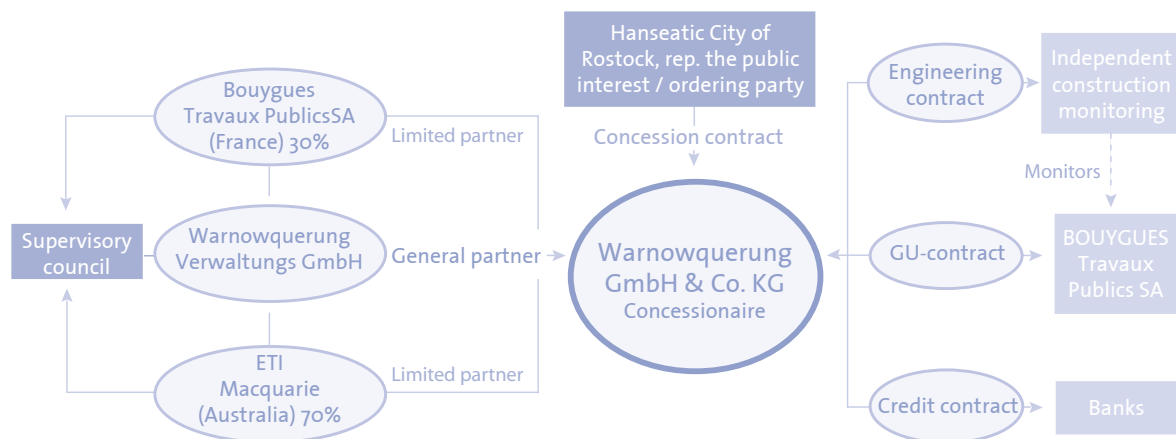 Bouygues
Travaux PublicsSA
(France) 30%
Limited partner
Supervisory
council
Warnowquerung
Verwaltungs GmbH
General partner
ETI
Macquarie
(Australia) 70%
Limited partner
Hanseatic City of
Rostock, rep. the public
interest / ordering party
Concession contract
Warnowquerung
GmbH & Co. KG
Concessionaire
Engineering
contract
Independent
construction
monitoring
Monitors
GU-contract
BOUYGUES
Travaux
Publics SA
Credit contract
Banks